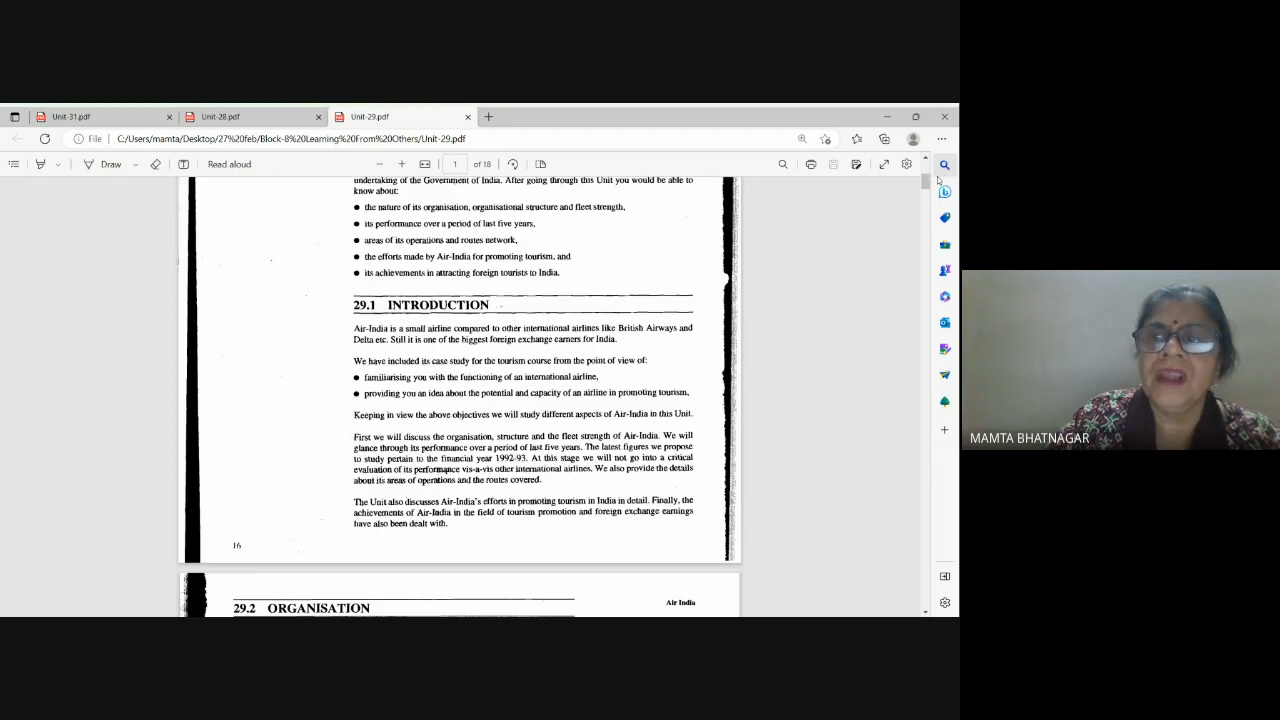 Unit-31.pdf
Unit-28.pdf
Unit-29.pdf
File
C:/Users/mamta/Desktop/27%20feb/Block-8%20Learning%20From%20Others/Unit-29.pdf
Draw
Read aloud
1
of 18
undertaking of the Government of India. After going through this Unit you would be able to
know about:
● the nature of its organisation, organisational structure and fleet strength,
● its performance over a period of last five years,
● areas of its operations and routes network,
● the efforts made by Air-India for promoting tourism, and
● its achievements in attracting foreign tourists to India.
29.1 INTRODUCTION
Air-India is a small airline compared to other international airlines like British Airways and
Delta etc. Still it is one of the biggest foreign exchange earners for India.
We have included its case study for the tourism course from the point of view of:
● familiarising you with the functioning of an international airline,
● providing you an idea about the potential and capacity of an airline in promoting tourism,
Keeping in view the above objectives we will study different aspects of Air-India in this Unit.
First we will discuss the organisation, structure and the fleet strength of Air-India. We will
glance through its performance over a period of last five years. The latest figures we propose
to study pertain to the financial year 1992-93. At this stage we will not go into a critical
evaluation of its performance vis-a-vis other international airlines. We also provide the details
about its areas of operations and the routes covered.
The Unit also discusses Air-India's efforts in promoting tourism in India in detail. Finally, the
achievements of Air-India in the field of tourism promotion and foreign exchange earnings
have also been dealt with.
16
29.2 ORGANISATION
Air India
MAMTA BHATNAGAR